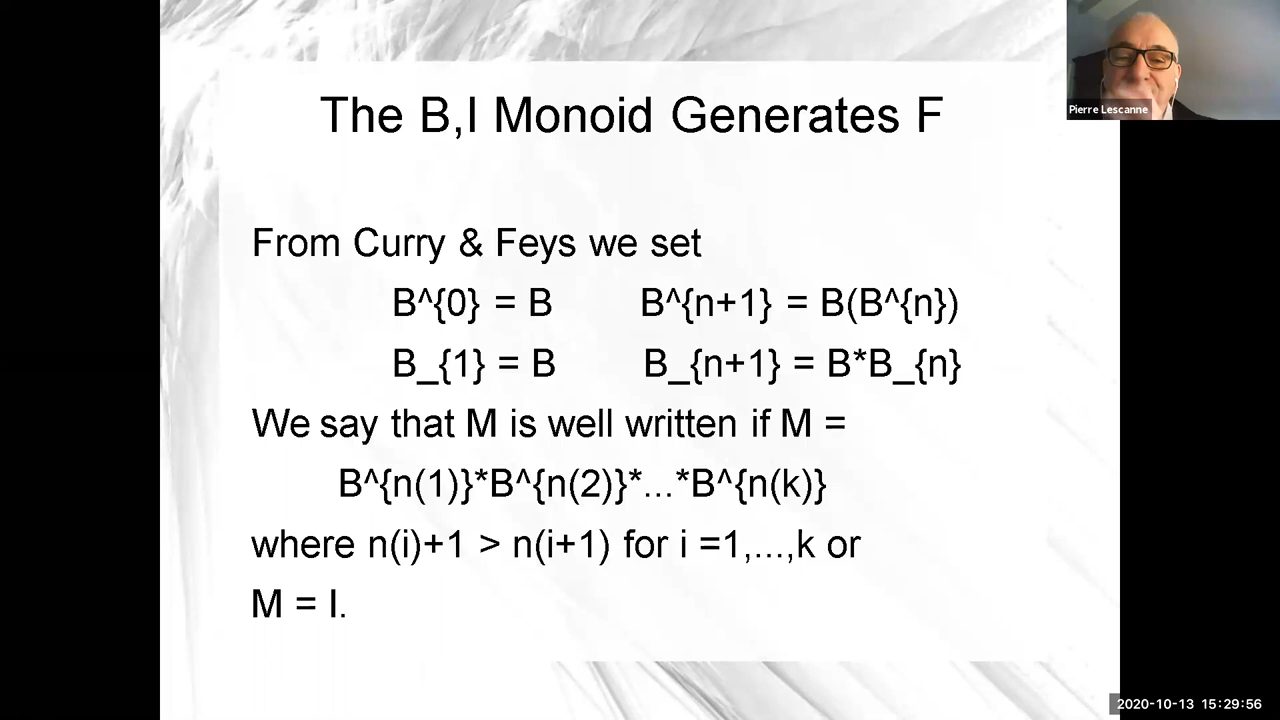 The B,I Monoid Generates F
From Curry & Feys we set
B^{0} = B B^{n+1} = B(B^{n})
B_{1} = B B_{n+1} = B*B_{n}
We say that M is well written if M =
B^{n(1)}*B^{n(2)}*...*B^{n(k)}
where n(i)+1 > n(i+1) for i =1,...,k or
M = I.
Pierre Lescanne
2020-10-13 15:29:56